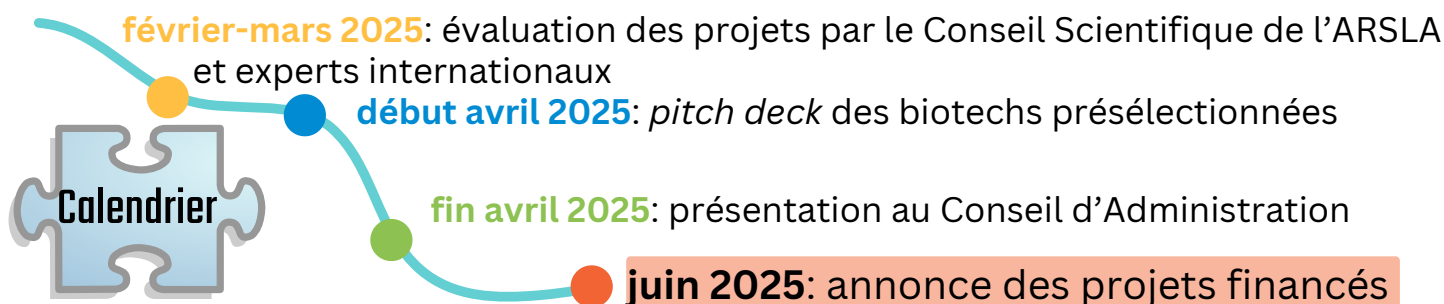 février-mars 2025: évaluation des projets par le Conseil Scientifique de l'ARSLA
et experts internationaux
début avril 2025: pitch deck des biotechs présélectionnées
Calendrier
fin avril 2025: présentation au Conseil d'Administration
juin 2025: annonce des projets financés